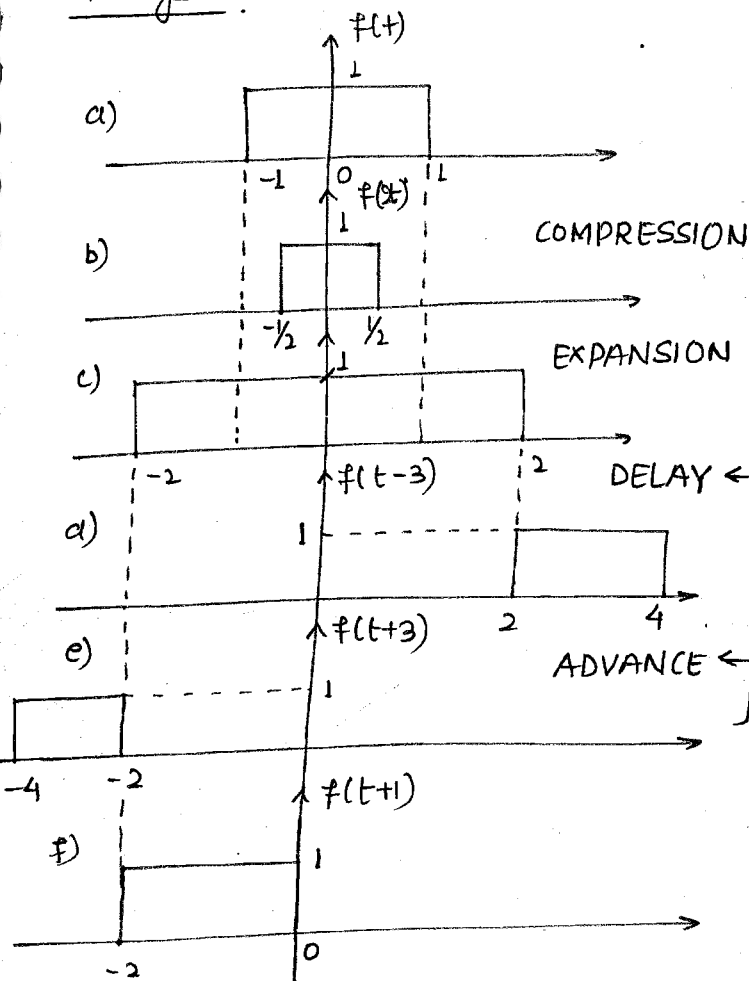 f(t)
1
a)
-1 0 1
f(2t)
1
COMPRESSION
b)
-1/2 1/2
EXPANSION
1
c)
-2 2
f(t-3)
DELAY ←
d)
1
2 4
f(t+3)
e)
ADVANCE ←
1
-4 -2
f(t+1)
f)
1
-2 0